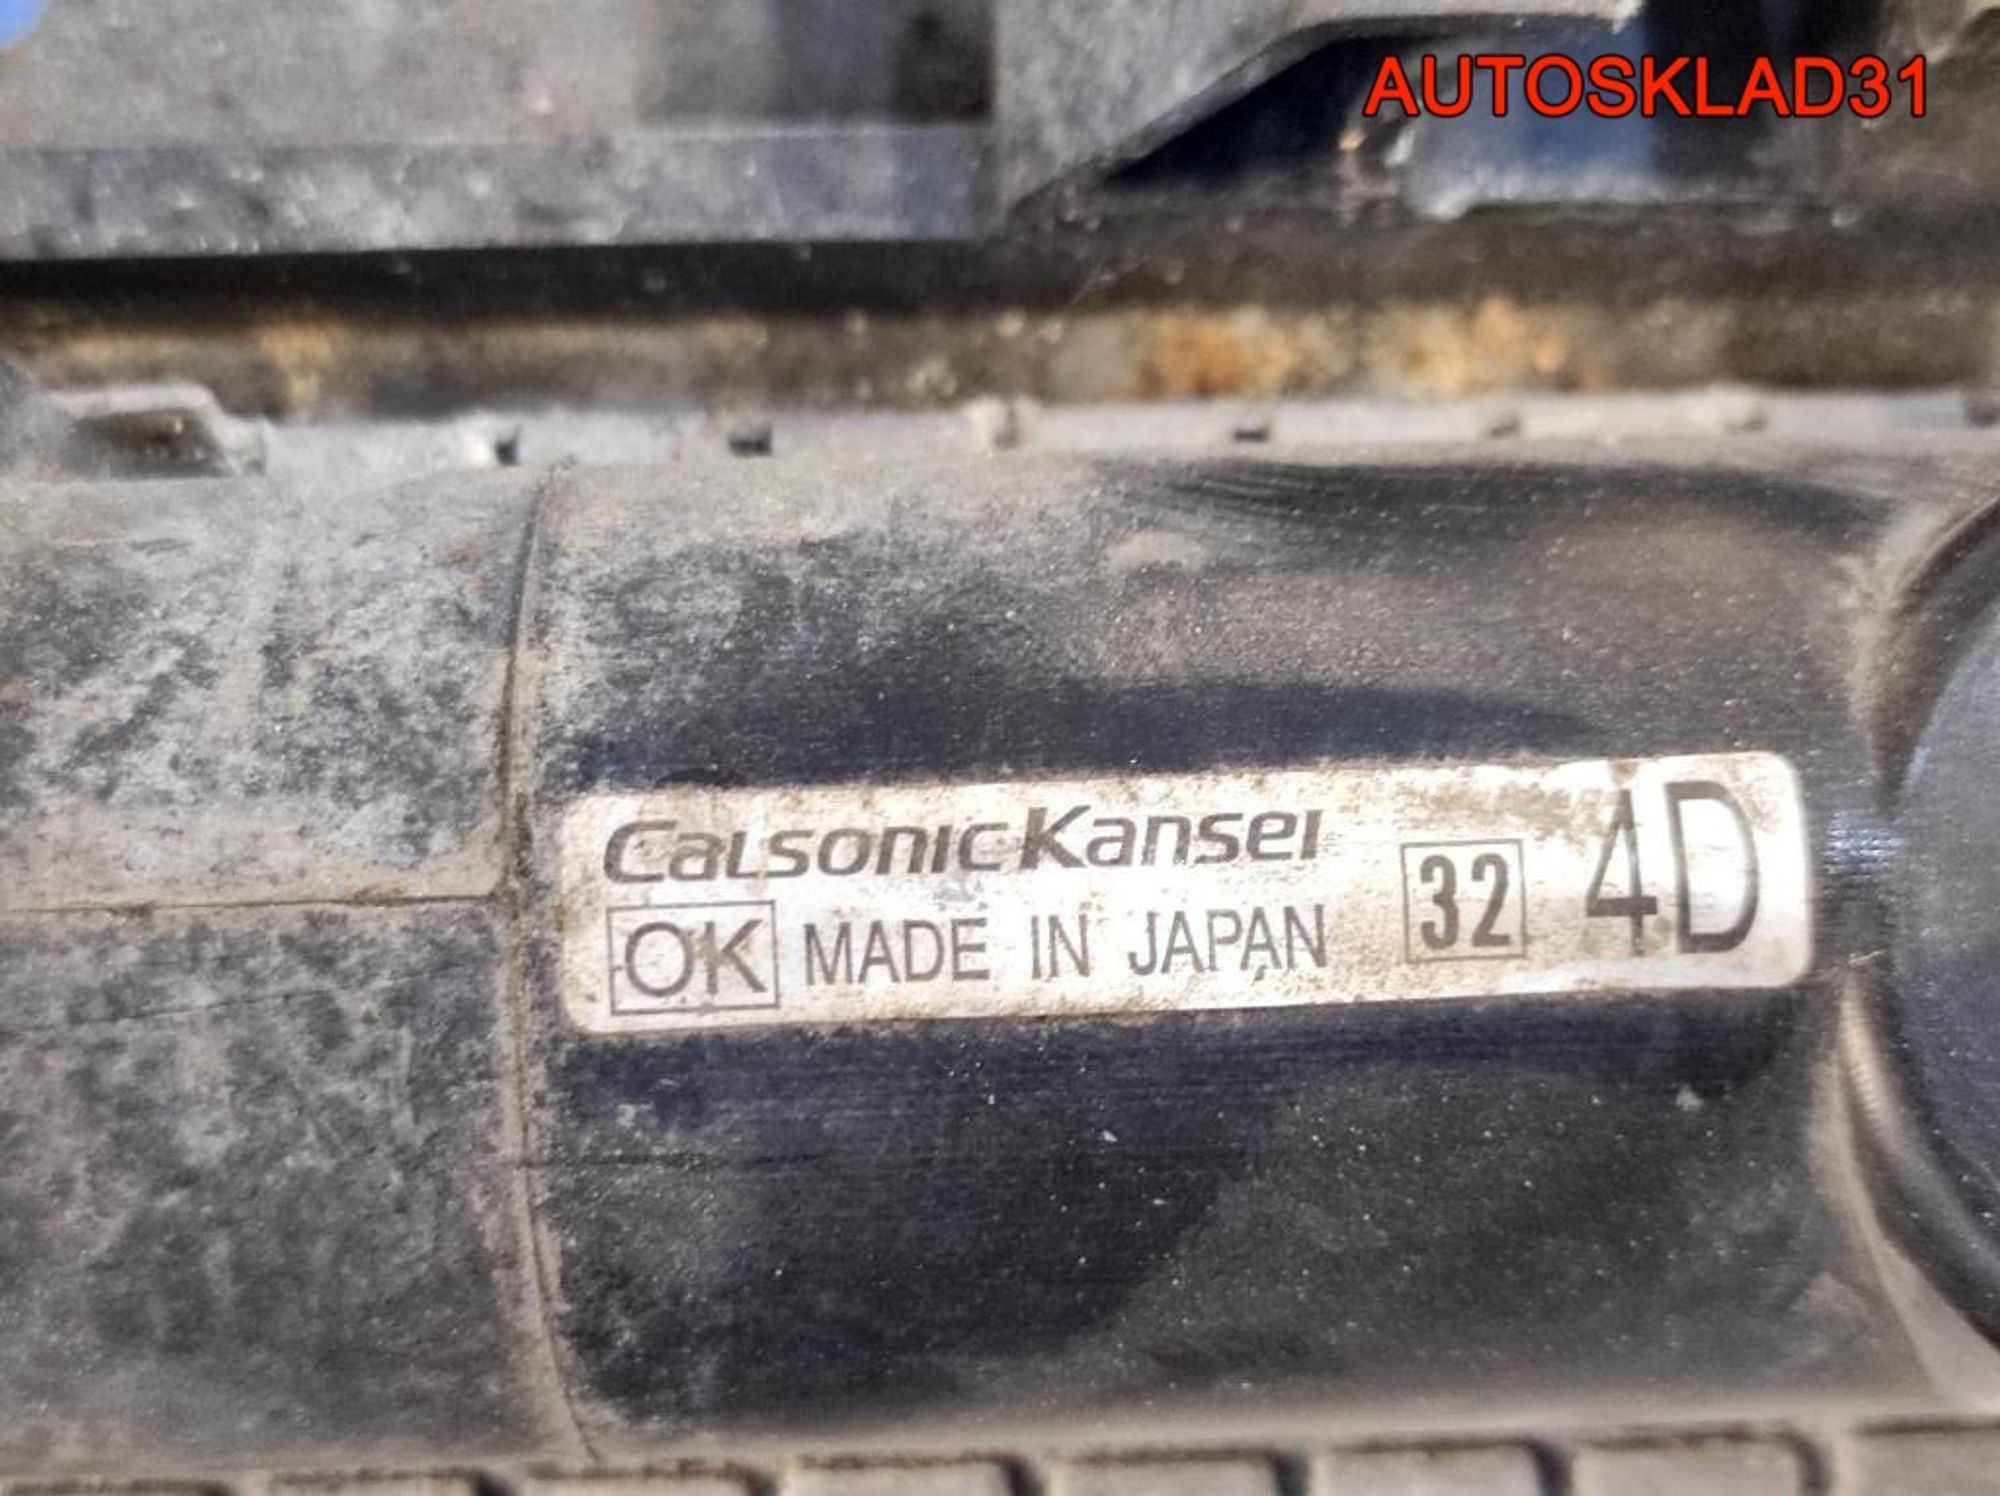 AUTOSKLAD31
CalsonicKansei
OK MADE IN JAPAN 32 4D